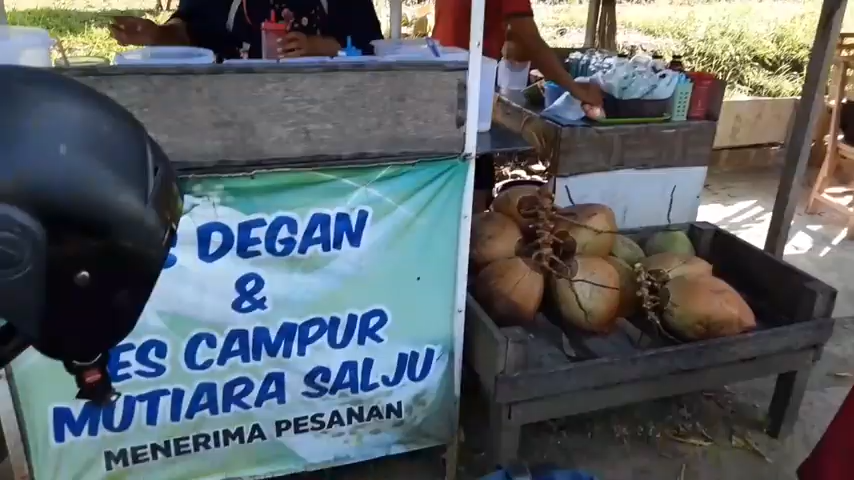 DEGAN
&
ES CAMPUR
MUTIARA SALJU
MENERIMA PESANAN